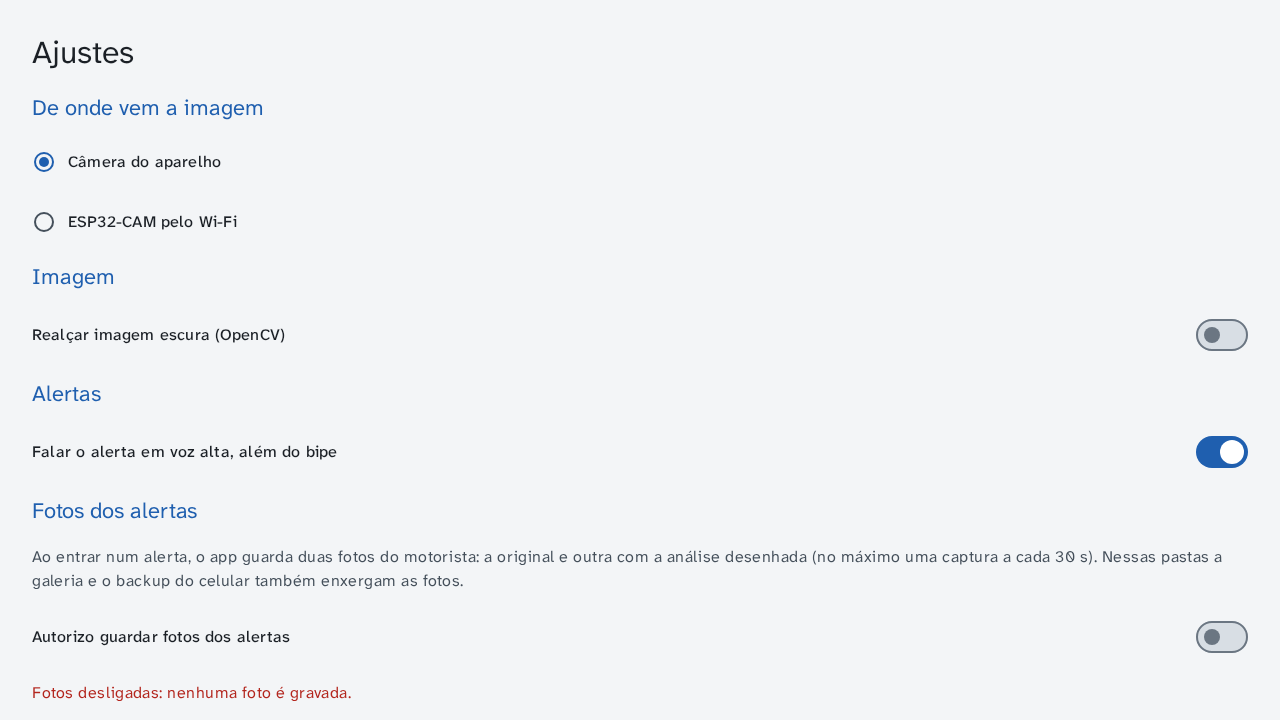 Ajustes
De onde vem a imagem
Câmera do aparelho
ESP32-CAM pelo Wi-Fi
Imagem
Realçar imagem escura (OpenCV)
Alertas
Falar o alerta em voz alta, além do bipe
Fotos dos alertas
Ao entrar num alerta, o app guarda duas fotos do motorista: a original e outra com a análise desenhada (no máximo uma captura a cada 30 s). Nessas pastas a
galeria e o backup do celular também enxergam as fotos.
Autorizo guardar fotos dos alertas
Fotos desligadas: nenhuma foto é gravada.